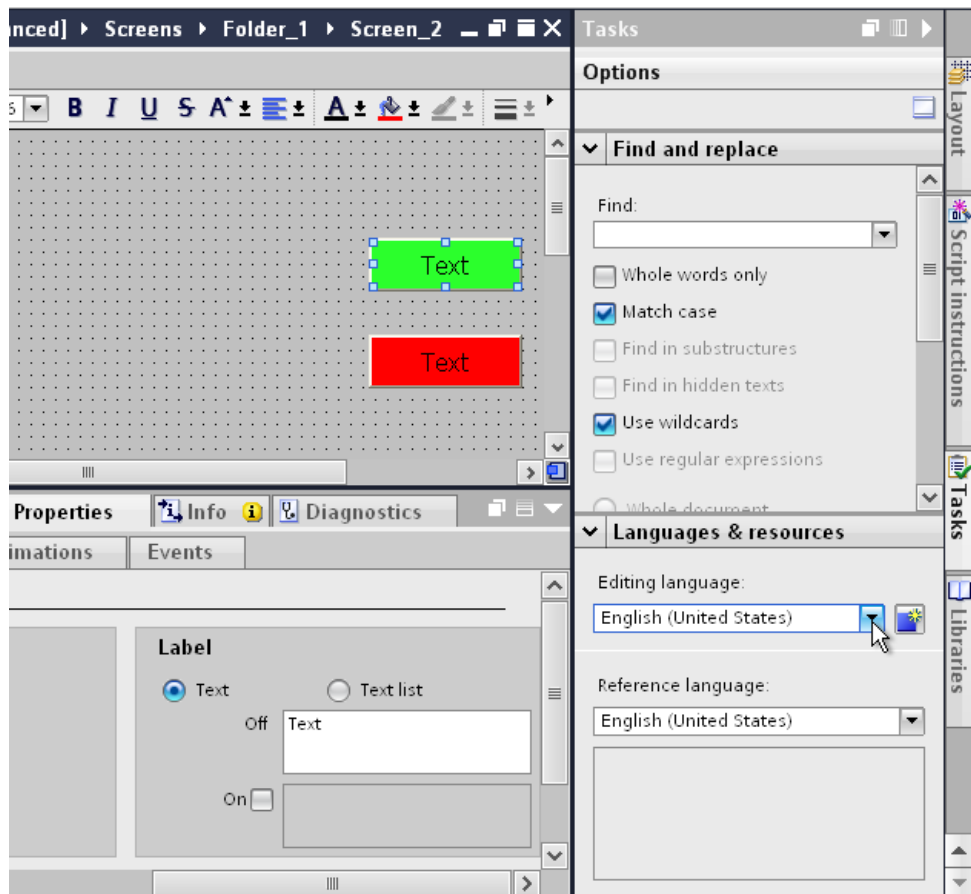 nced] ▸ Screens ▸ Folder_1 ▸ Screen_2
Tasks
Options
B I U S A A
Find and replace
Find:
Whole words only
Match case
Find in substructures
Find in hidden texts
Use wildcards
Use regular expressions
Whole document
Text
Text
Properties Info Diagnostics
imations Events
Label
Text Text list
Off Text
On
Languages & resources
Editing language:
English (United States)
Reference language:
English (United States)
Layout
Script instructions
Tasks
Libraries